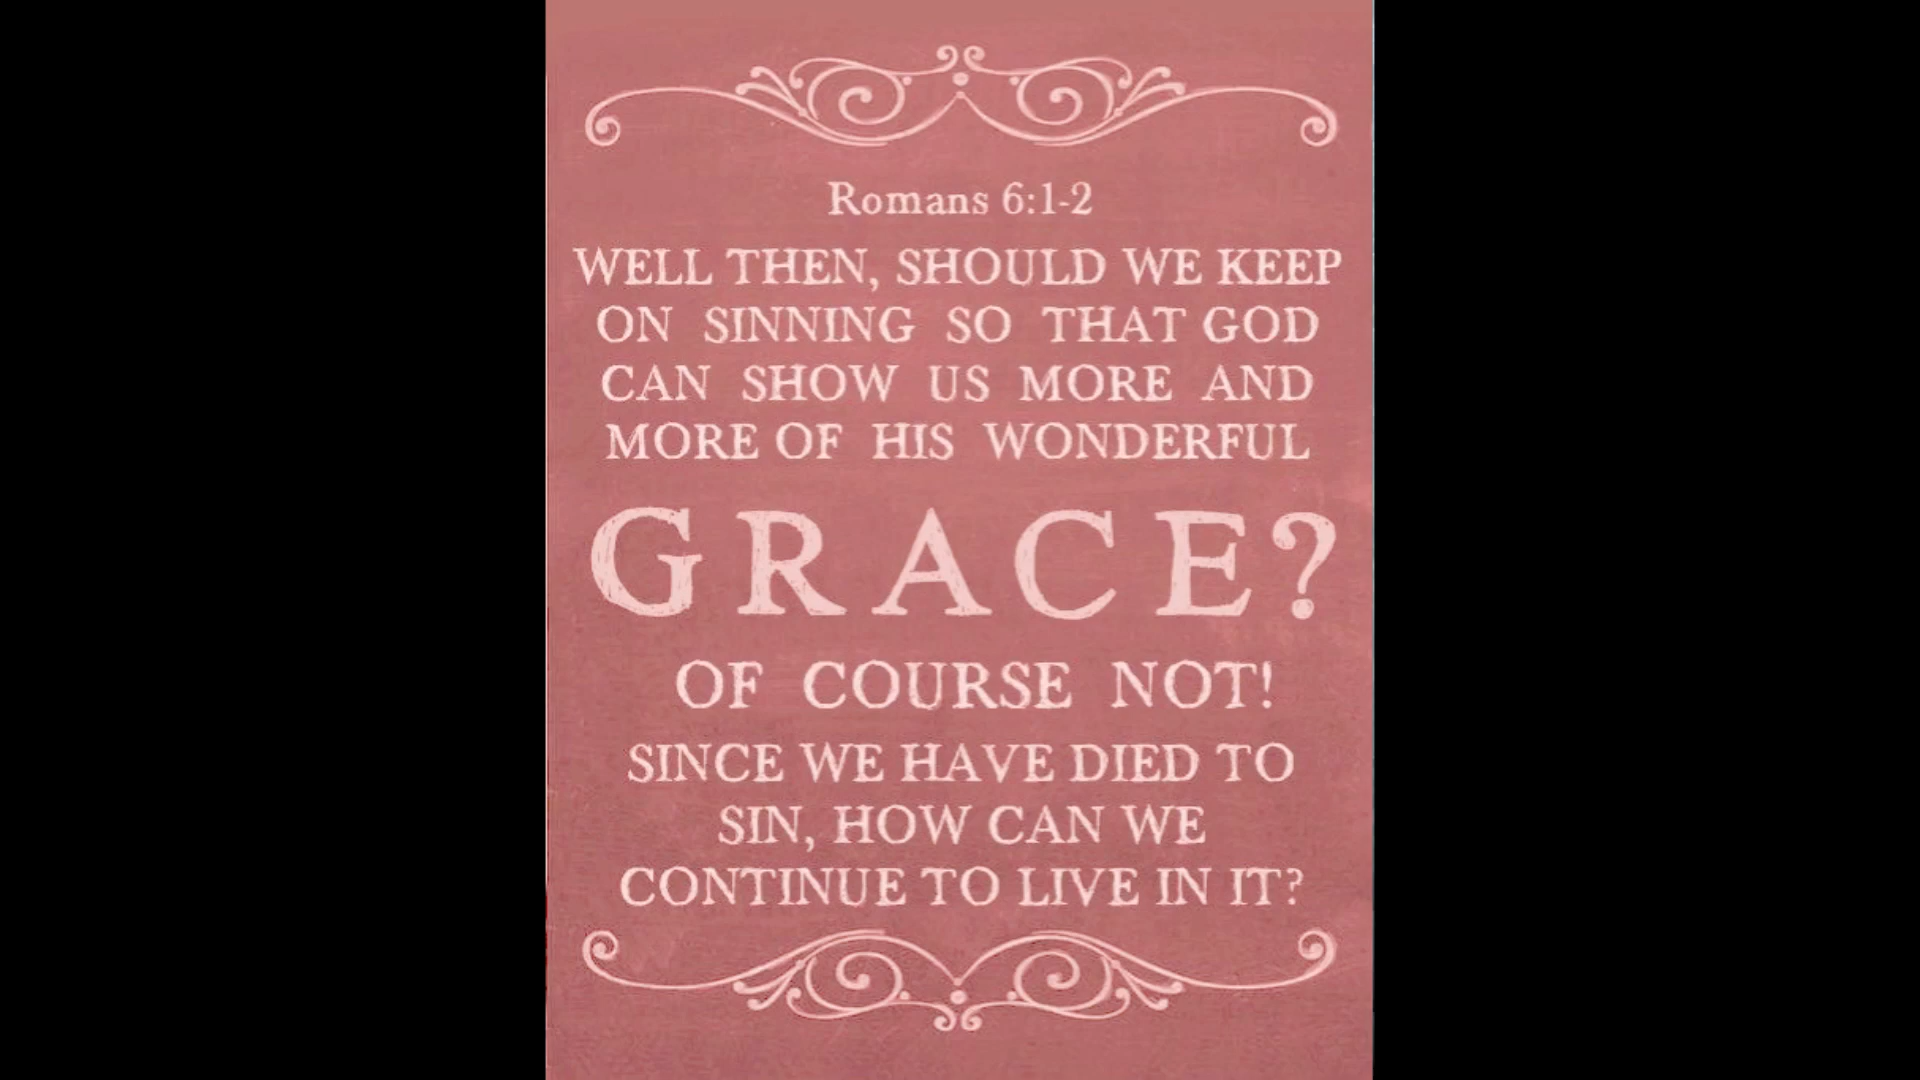 Romans 6:1-2
WELL THEN, SHOULD WE KEEP
ON SINNING SO THAT GOD
CAN SHOW US MORE AND
MORE OF HIS WONDERFUL
GRACE?
OF COURSE NOT!
SINCE WE HAVE DIED TO
SIN, HOW CAN WE
CONTINUE TO LIVE IN IT?